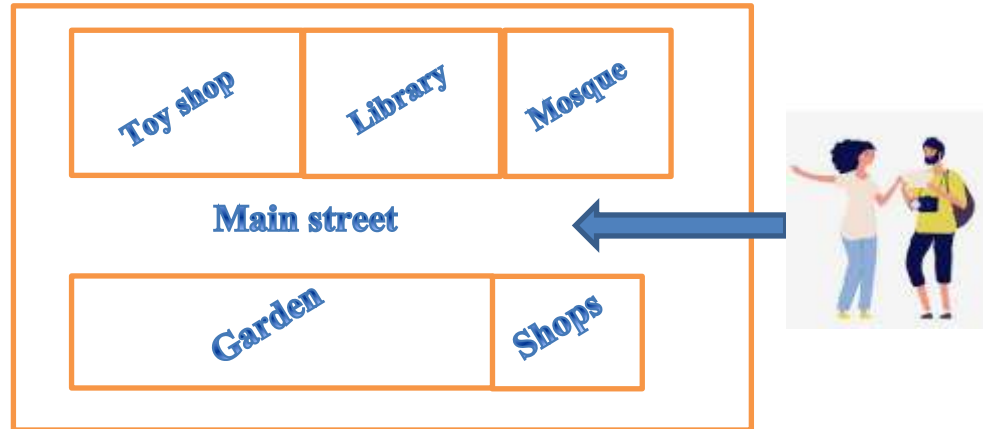 Toy shop
Library
Mosque
Main street
Garden
Shops